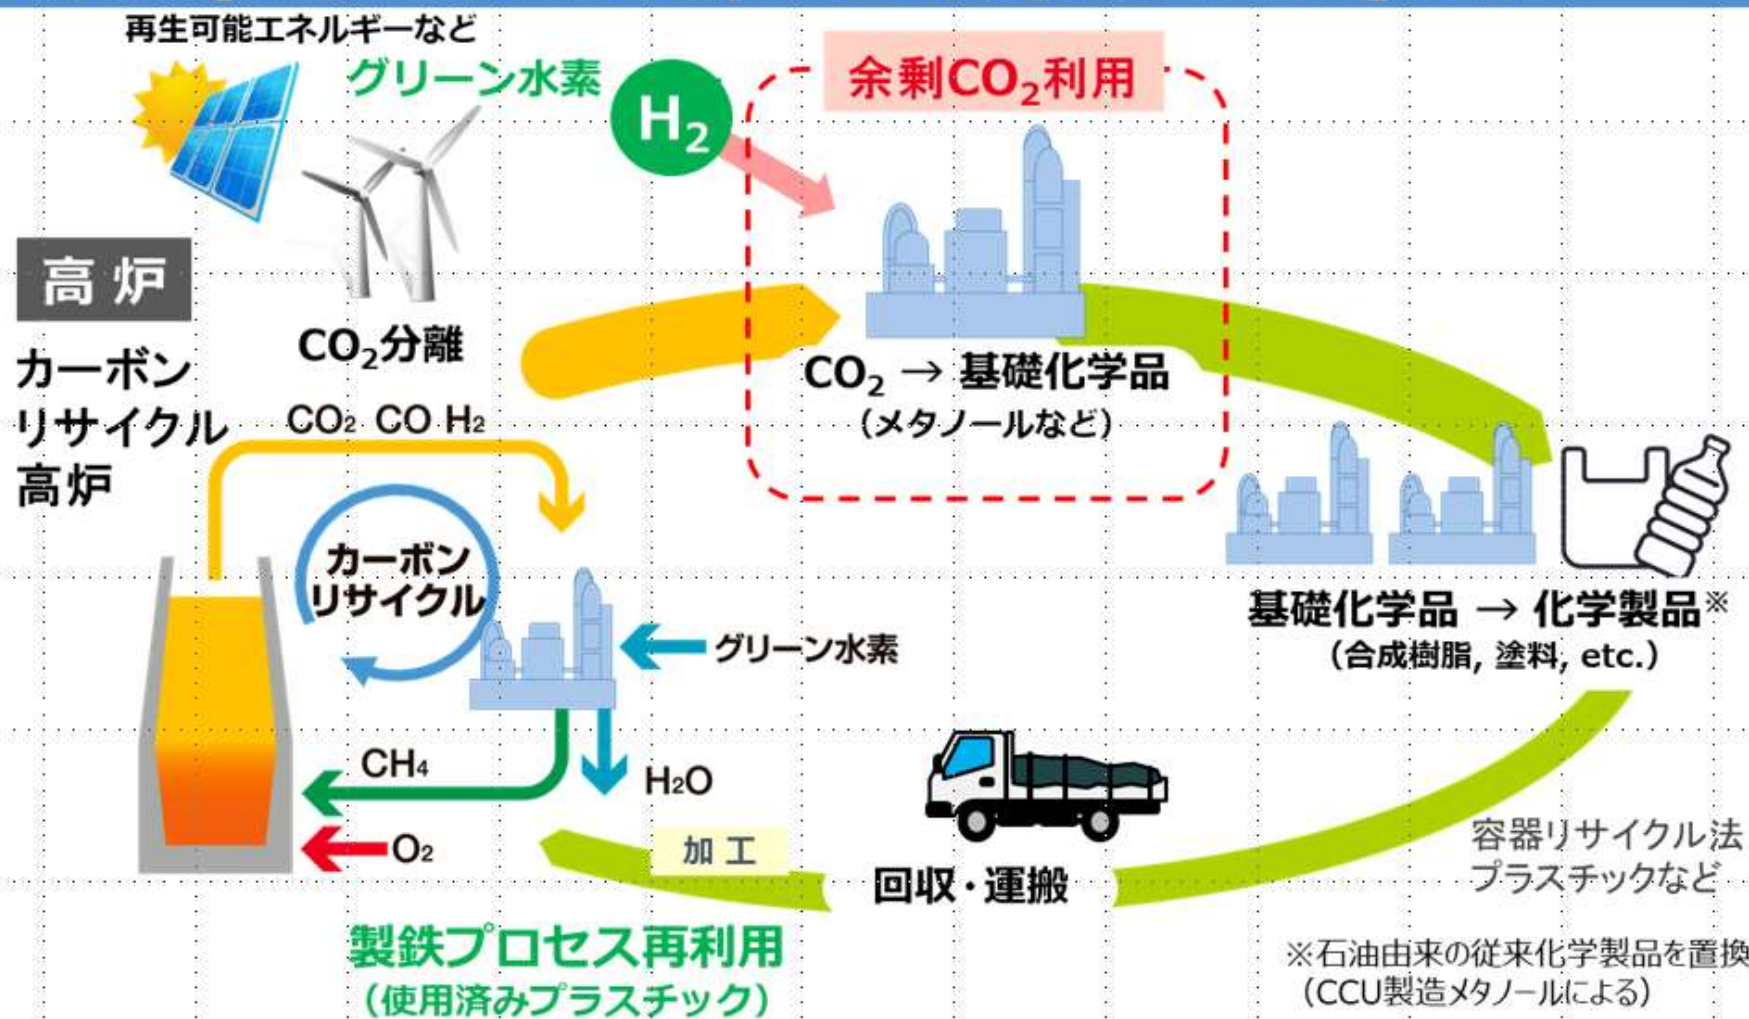 再生可能エネルギーなど
グリーン水素
H₂
余剰CO₂利用
高炉
カーボン
リサイクル
高炉
CO₂分離
CO₂ CO H₂
CO₂ → 基礎化学品
（メタノールなど）
カーボン
リサイクル
グリーン水素
基礎化学品 → 化学製品※
（合成樹脂, 塗料, etc.）
CH₄
H₂O
O₂
加工
回収・運搬
容器リサイクル法
プラスチックなど
製鉄プロセス再利用
（使用済みプラスチック）
※石油由来の従来化学製品を置換
（CCU製造メタノールによる）